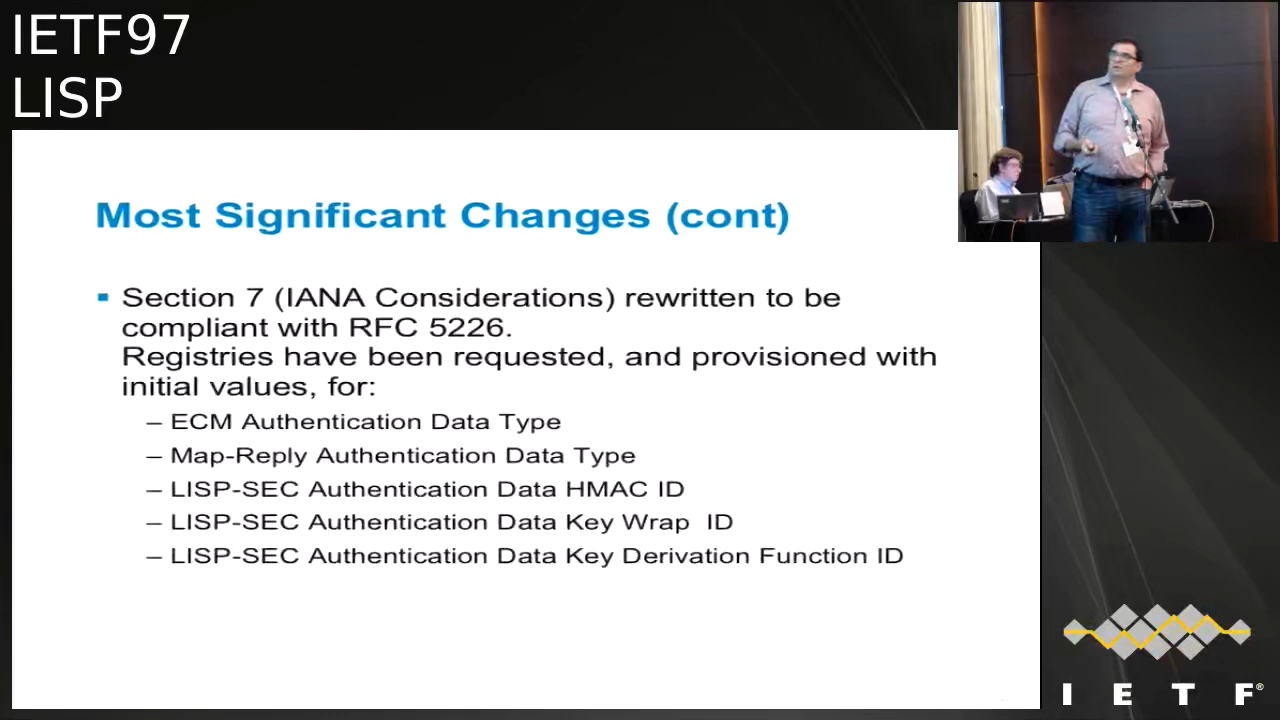 IETF97
LISP
Most Significant Changes (cont)
Section 7 (IANA Considerations) rewritten to be
compliant with RFC 5226.
Registries have been requested, and provisioned with
initial values, for:
– ECM Authentication Data Type
– Map-Reply Authentication Data Type
– LISP-SEC Authentication Data HMAC ID
– LISP-SEC Authentication Data Key Wrap ID
– LISP-SEC Authentication Data Key Derivation Function ID
I E T F®